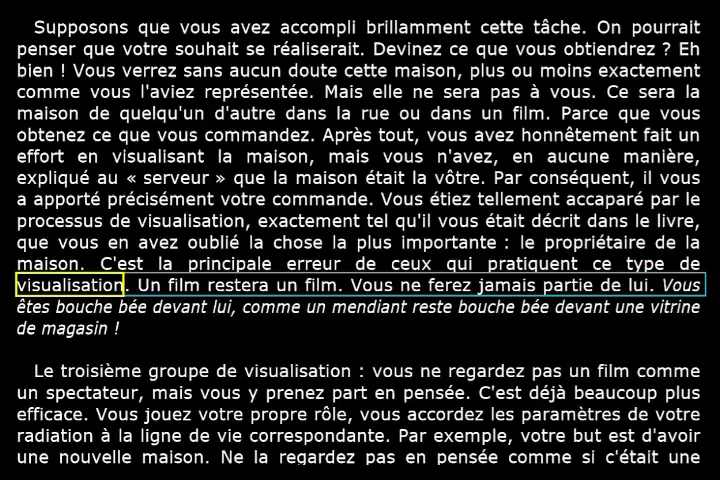 Supposons que vous avez accompli brillamment cette tâche. On pourrait
penser que votre souhait se réaliserait. Devinez ce que vous obtiendrez ? Eh
bien ! Vous verrez sans aucun doute cette maison, plus ou moins exactement
comme vous l'aviez représentée. Mais elle ne sera pas à vous. Ce sera la
maison de quelqu'un d'autre dans la rue ou dans un film. Parce que vous
obtenez ce que vous commandez. Après tout, vous avez honnêtement fait un
effort en visualisant la maison, mais vous n'avez, en aucune manière,
expliqué au « serveur » que la maison était la vôtre. Par conséquent, il vous
a apporté précisément votre commande. Vous étiez tellement accaparé par le
processus de visualisation, exactement tel qu'il vous était décrit dans le livre,
que vous en avez oublié la chose la plus importante : le propriétaire de la
maison. C'est la principale erreur de ceux qui pratiquent ce type de
visualisation. Un film restera un film. Vous ne ferez jamais partie de lui. Vous
êtes bouche bée devant lui, comme un mendiant reste bouche bée devant une vitrine
de magasin !
Le troisième groupe de visualisation : vous ne regardez pas un film comme
un spectateur, mais vous y prenez part en pensée. C'est déjà beaucoup plus
efficace. Vous jouez votre propre rôle, vous accordez les paramètres de votre
radiation à la ligne de vie correspondante. Par exemple, votre but est d'avoir
une nouvelle maison. Ne la regardez pas en pensée comme si c'était une